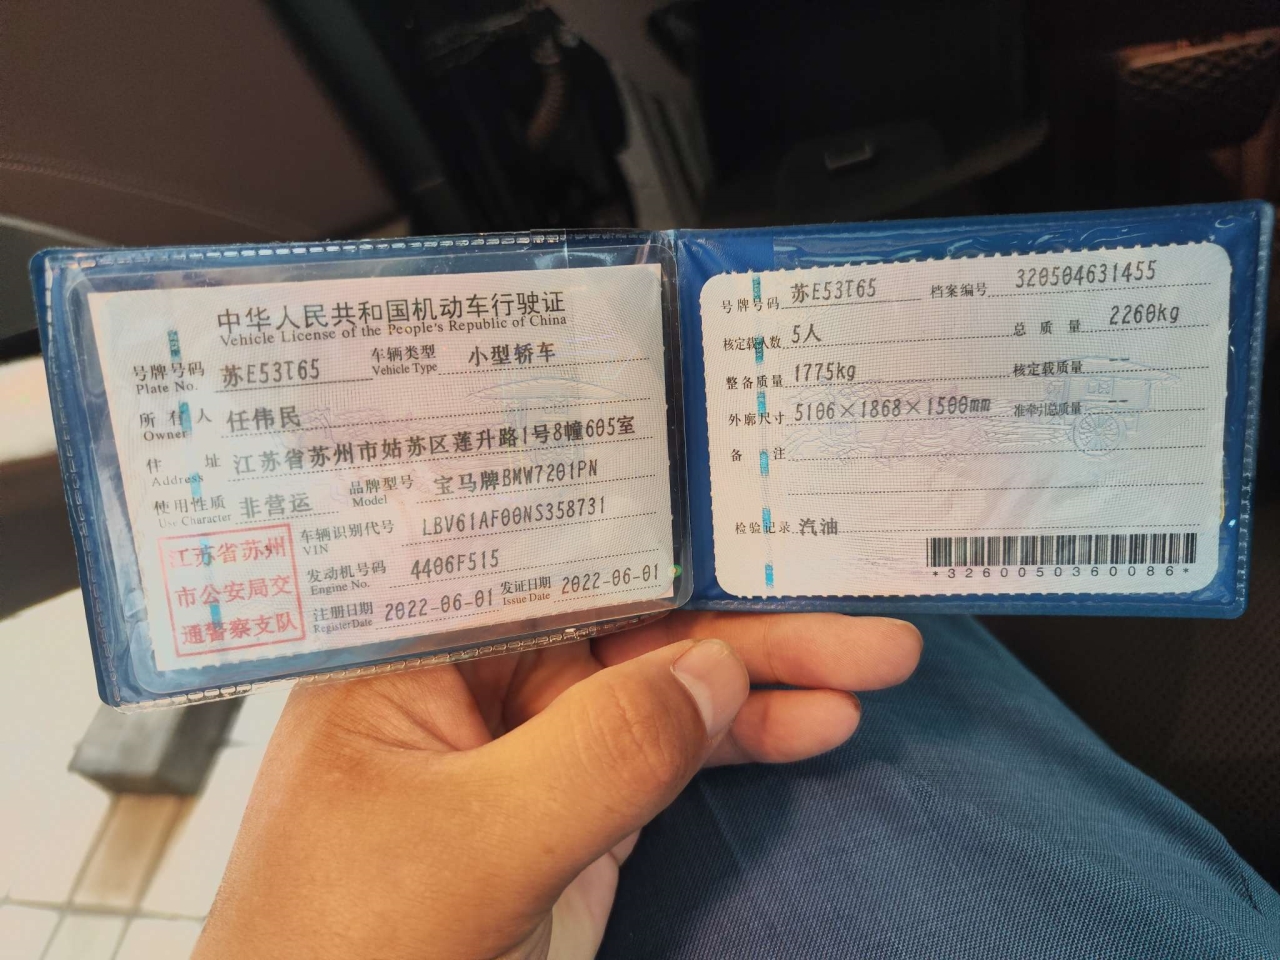 中华人民共和国机动车行驶证
Vehicle License of the People's Republic of China
号牌号码 苏E53T65 车辆类型 小型轿车
Plate No. Vehicle Type
所有人 任伟民
Owner
住址 江苏省苏州市姑苏区莲升路1号8幢605室
Address
使用性质 非营运 品牌型号 宝马牌BMW7201PN
Use Character Model
车辆识别代号 LBV61AF00NS358731
VIN
发动机号码 4406F515
Engine No.
注册日期 2022-06-01 发证日期 2022-06-01
Register Date Issue Date
江苏省苏州
市公安局交
通警察支队
号牌号码 苏E53T65 档案编号 320504631455
核定载人数 5人 总质量 2260kg
整备质量 1775kg 核定载质量 --
外廓尺寸 5106×1868×1500mm 准牵引总质量 --
备注
检验记录 汽油
*3260050360086*